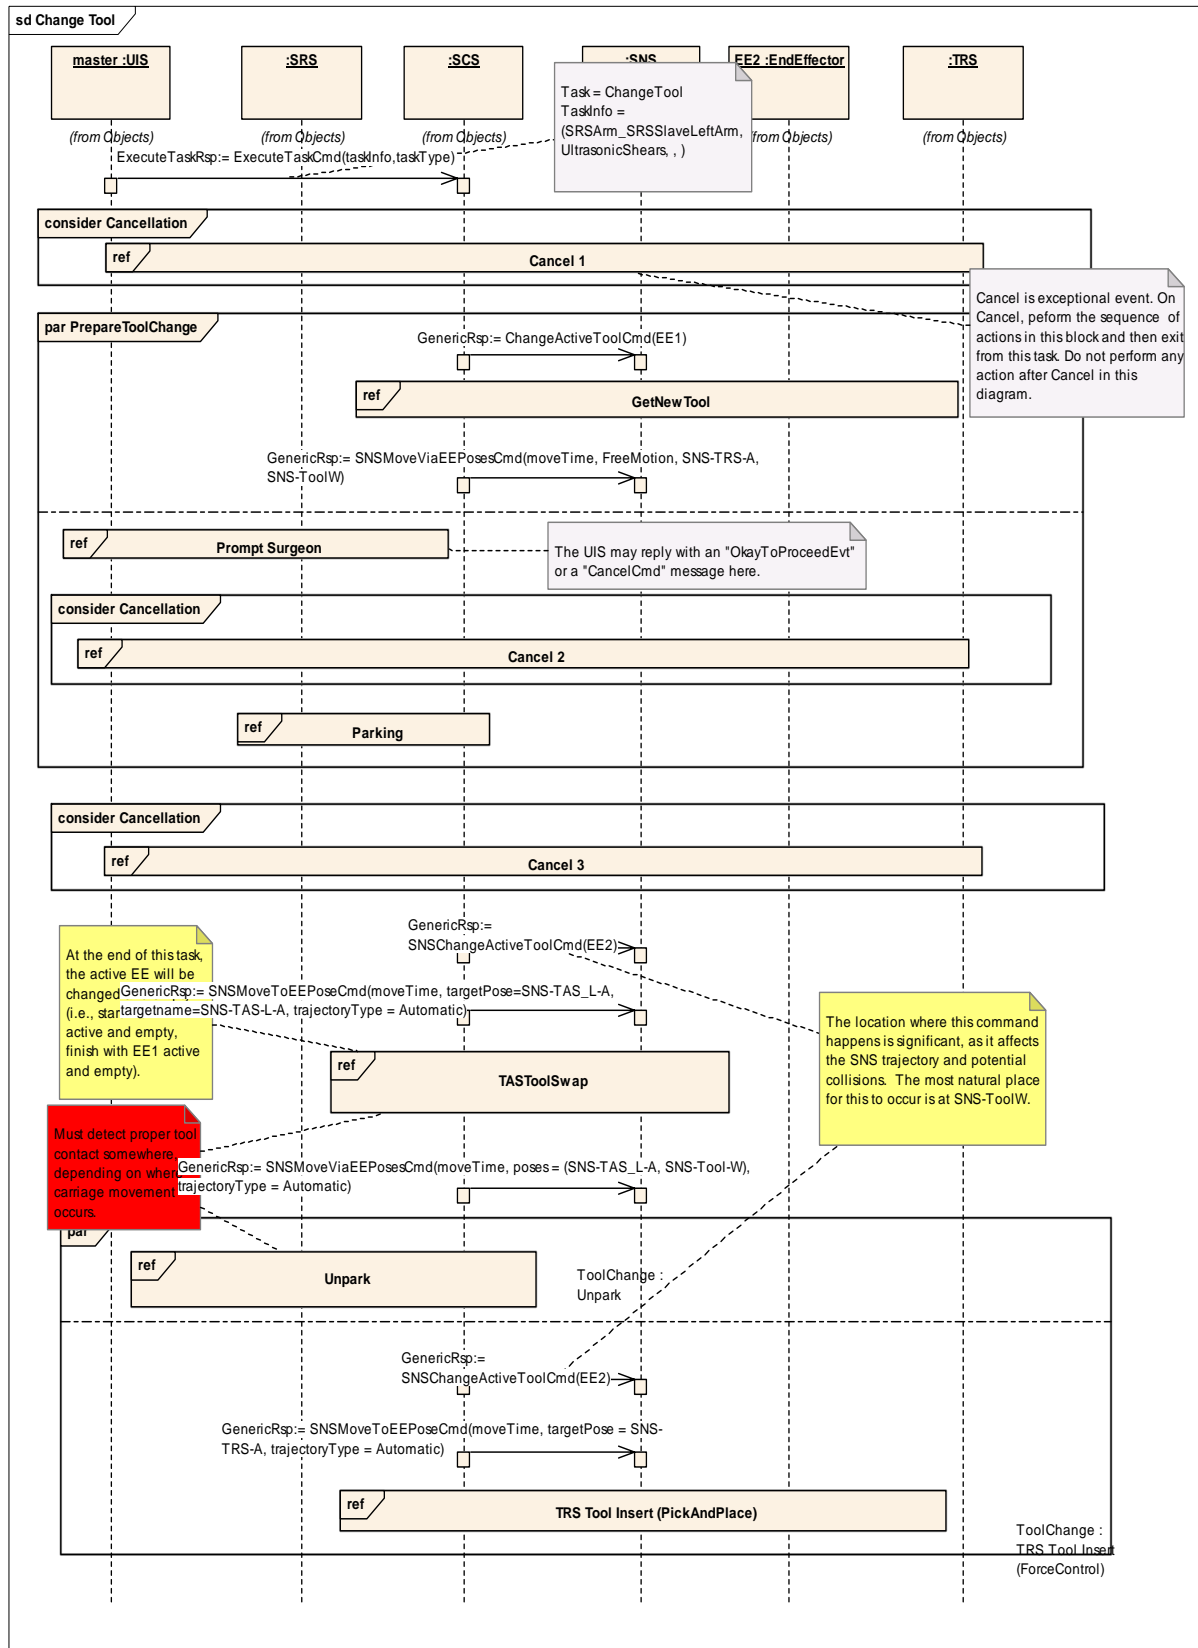 sd Change Tool
master :UIS
:SRS
:SCS
:SNS
EE2 :EndEffector
:TRS
(from Objects)
(from Objects)
(from Objects)
from Objects)
(from Objects)
Task = ChangeTool
TaskInfo =
(SRSArm_SRSSlaveLeftArm,
UltrasonicShears, , )
ExecuteTaskRsp:= ExecuteTaskCmd(taskInfo,taskType)
consider Cancellation
ref
Cancel 1
Cancel is exceptional event. On
Cancel, peform the sequence of
actions in this block and then exit
from this task. Do not perform any
action after Cancel in this
diagram.
par PrepareToolChange
GenericRsp:= ChangeActiveToolCmd(EE1)
ref
GetNewTool
GenericRsp:= SNSMoveViaEEPosesCmd(moveTime, FreeMotion, SNS-TRS-A,
SNS-ToolW)
ref
Prompt Surgeon
The UIS may reply with an "OkayToProceedEvt"
or a "CancelCmd" message here.
consider Cancellation
ref
Cancel 2
ref
Parking
consider Cancellation
ref
Cancel 3
GenericRsp:=
SNSChangeActiveToolCmd(EE2)
At the end of this task,
the active EE will be
changed
(i.e., star
active and empty,
finish with EE1 active
and empty).
GenericRsp:= SNSMoveToEEPoseCmd(moveTime, targetPose=SNS-TAS_L-A,
targetname=SNS-TAS-L-A, trajectoryType = Automatic)
The location where this command
happens is significant, as it affects
the SNS trajectory and potential
collisions. The most natural place
for this to occur is at SNS-ToolW.
ref
TASToolSwap
Must detect proper tool
contact somewhere,
depending on when
carriage movement
occurs.
GenericRsp:= SNSMoveViaEEPosesCmd(moveTime, poses = (SNS-TAS_L-A, SNS-Tool-W),
trajectoryType = Automatic)
par
ref
Unpark
ToolChange :
Unpark
GenericRsp:=
SNSChangeActiveToolCmd(EE2)
GenericRsp:= SNSMoveToEEPoseCmd(moveTime, targetPose = SNS-
TRS-A, trajectoryType = Automatic)
ref
TRS Tool Insert (PickAndPlace)
ToolChange :
TRS Tool Insert
(ForceControl)